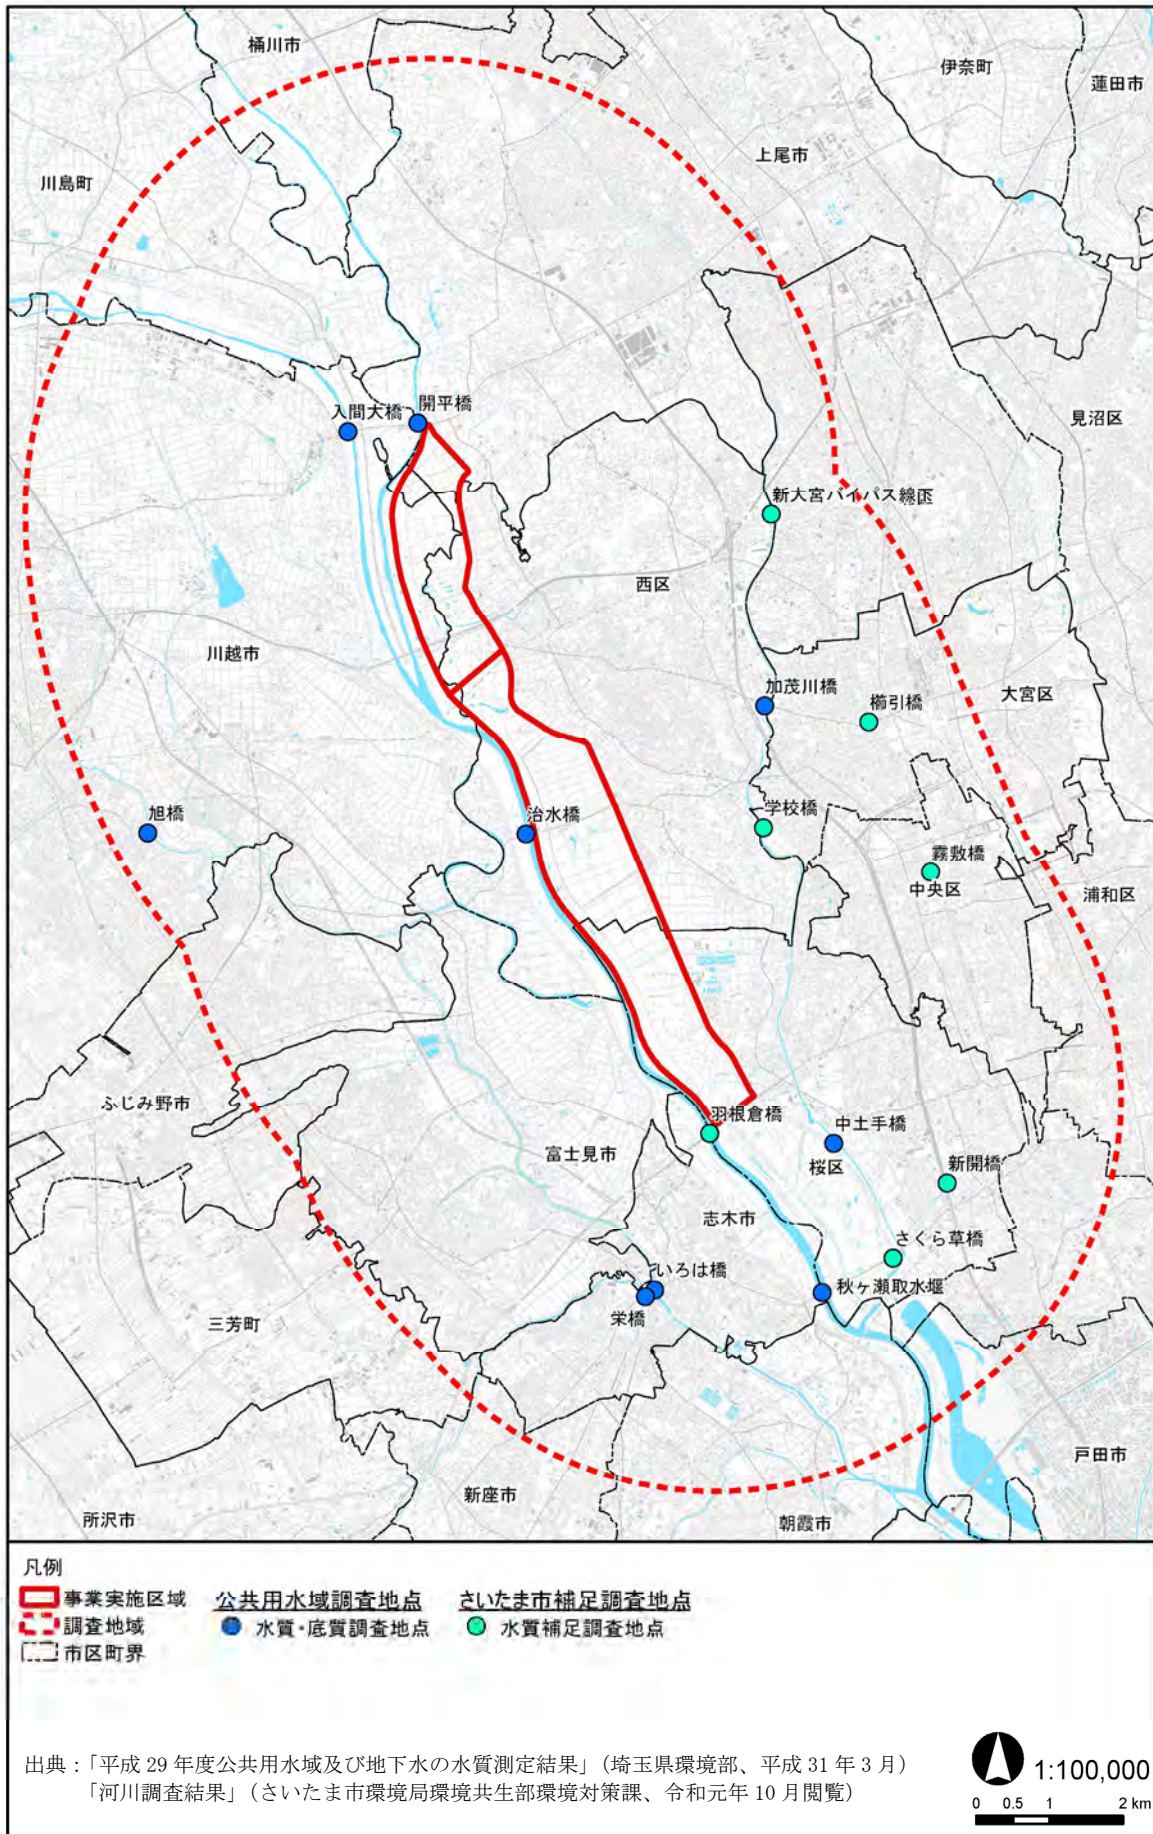 桶川市
伊奈町
蓮田市
上尾市
川島町
見沼区
入間大橋
開平橋
新大宮バイパス線下
西区
川越市
大宮区
加茂川橋
櫛引橋
旭橋
治水橋
学校橋
霧敷橋
中央区
浦和区
ふじみ野市
羽根倉橋
中土手橋
富士見市
桜区
新開橋
志木市
さくら草橋
いろは橋
秋ヶ瀬取水堰
栄橋
三芳町
戸田市
新座市
所沢市
朝霞市
凡例
事業実施区域 公共用水域調査地点 さいたま市補足調査地点
調査地域 水質・底質調査地点 水質補足調査地点
市区町界
出典：「平成 29 年度公共用水域及び地下水の水質測定結果」（埼玉県環境部、平成 31 年 3 月）
「河川調査結果」（さいたま市環境局環境共生部環境対策課、令和元年 10 月閲覧）
1:100,000
0 0.5 1 2 km